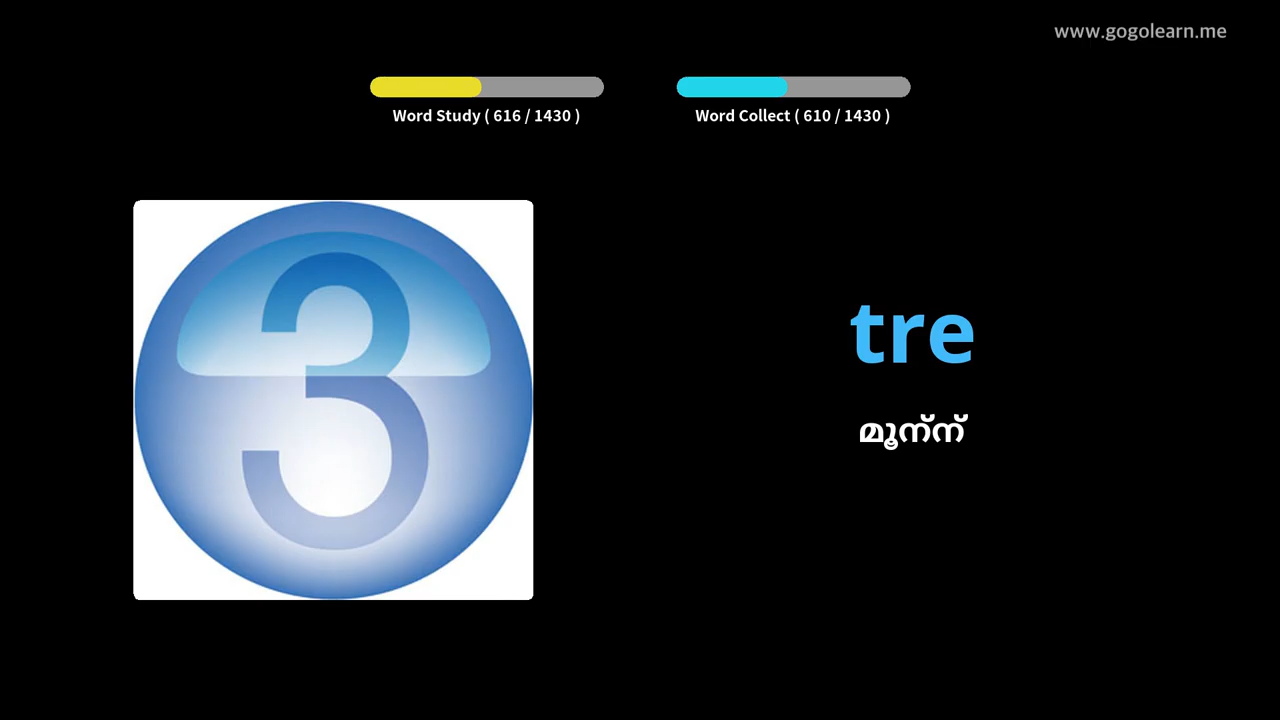 www.gogolearn.me
Word Study ( 616 / 1430 )
Word Collect ( 610 / 1430 )
3
tre
മൂന്ന്